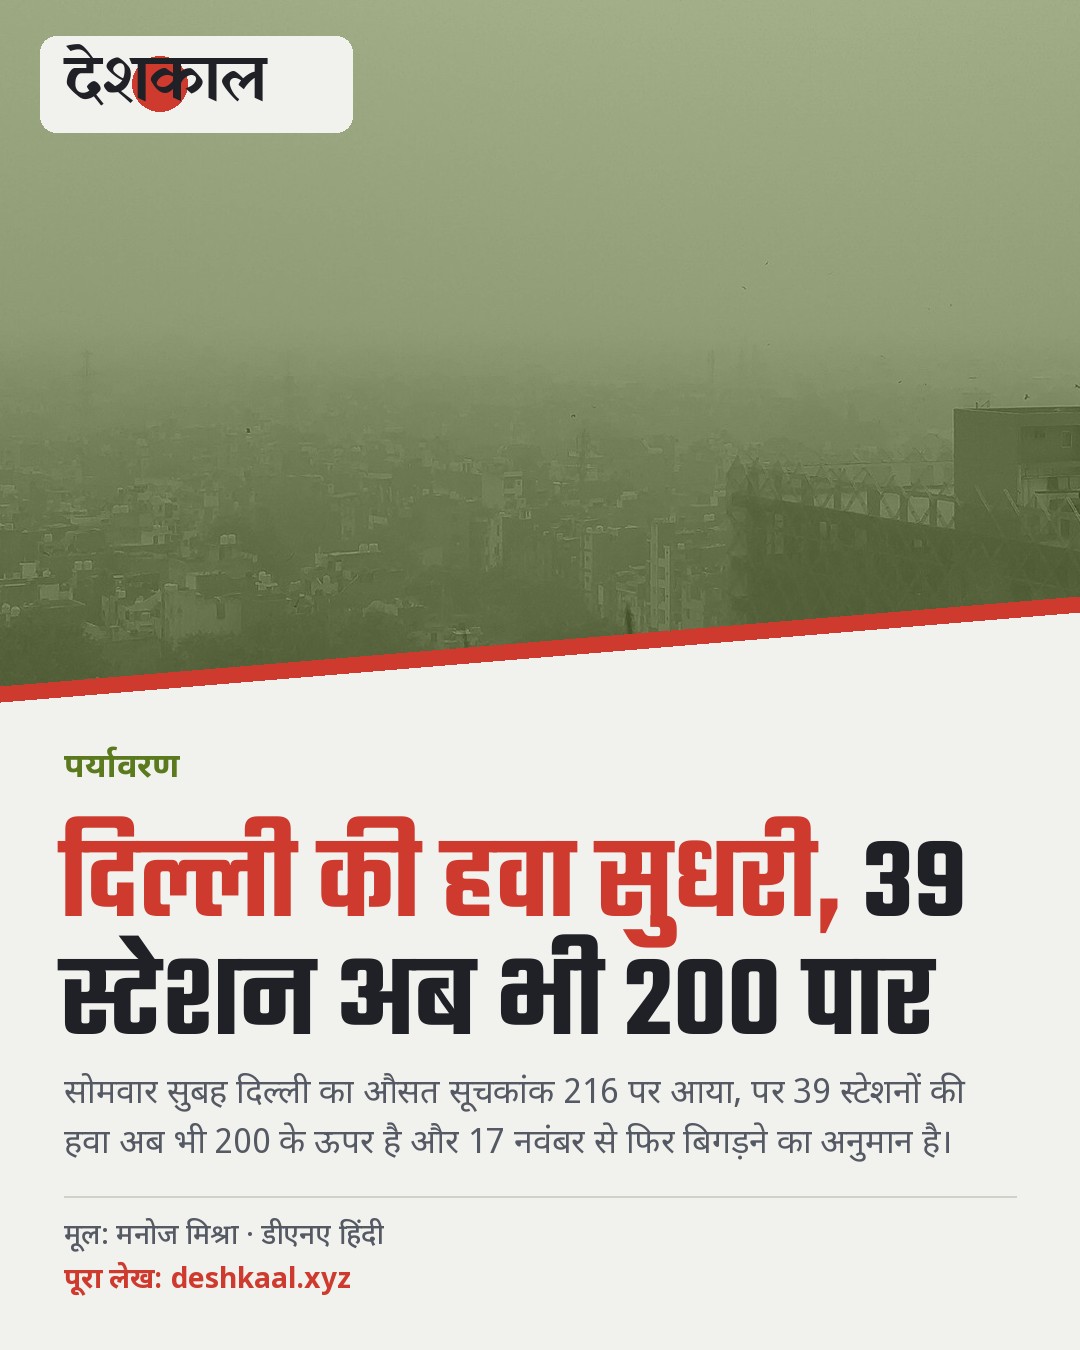 देशकाल
पर्यावरण
दिल्ली की हवा सुधरी, 39
स्टेशन अब भी 200 पार
सोमवार सुबह दिल्ली का औसत सूचकांक 216 पर आया, पर 39 स्टेशनों की
हवा अब भी 200 के ऊपर है और 17 नवंबर से फिर बिगड़ने का अनुमान है।
मूल: मनोज मिश्रा · डीएनए हिंदी
पूरा लेख: deshkaal.xyz